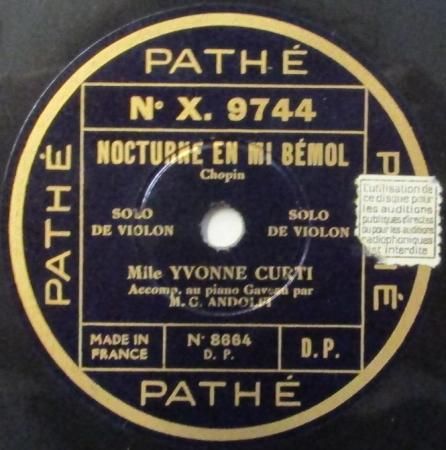 PATHÉ
Nº X. 9744
NOCTURNE EN MI BÉMOL
Chopin
SOLO
DE VIOLON
SOLO
DE VIOLON
Mlle YVONNE CURTI
Accomp. au piano Gaveau par
M. G. ANDOLFI
MADE IN
FRANCE
Nº 8664
D. P.
D. P.
PATHÉ
PATHÉ
PATHÉ
L'utilisation de
ce disque pour
les auditions
publiques directes
ou pour les auditions
radiophoniques
est interdite